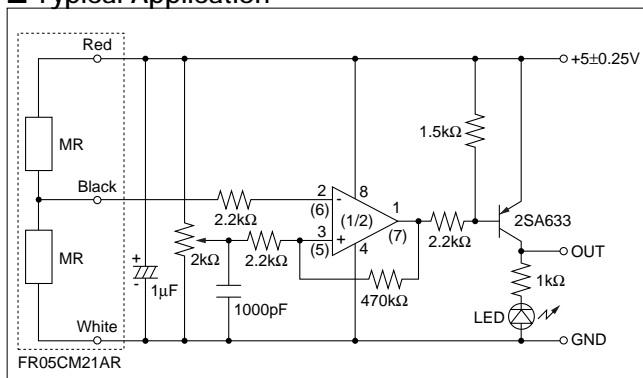 ■ Typical Application
Red
+5±0.25V
1.5kΩ
MR
Black
2
8
1
-
(6)
(1/2)
2.2kΩ
3
(7)
2SA633
+
(5)
4
2.2kΩ
OUT
2kΩ
2.2kΩ
MR
+
-
1μF
470kΩ
1kΩ
1000pF
LED
White
GND
FR05CM21AR